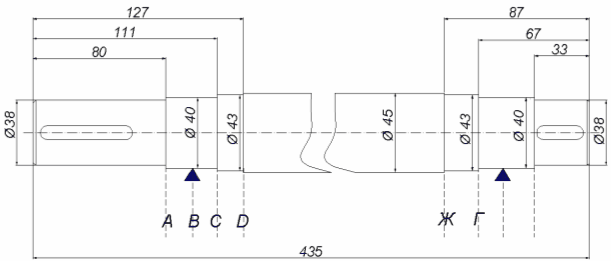 127
87
111
67
80
33
Ø38
Ø 40
Ø 43
Ø 45
Ø 43
Ø 40
Ø38
A B C D Ж Г
435